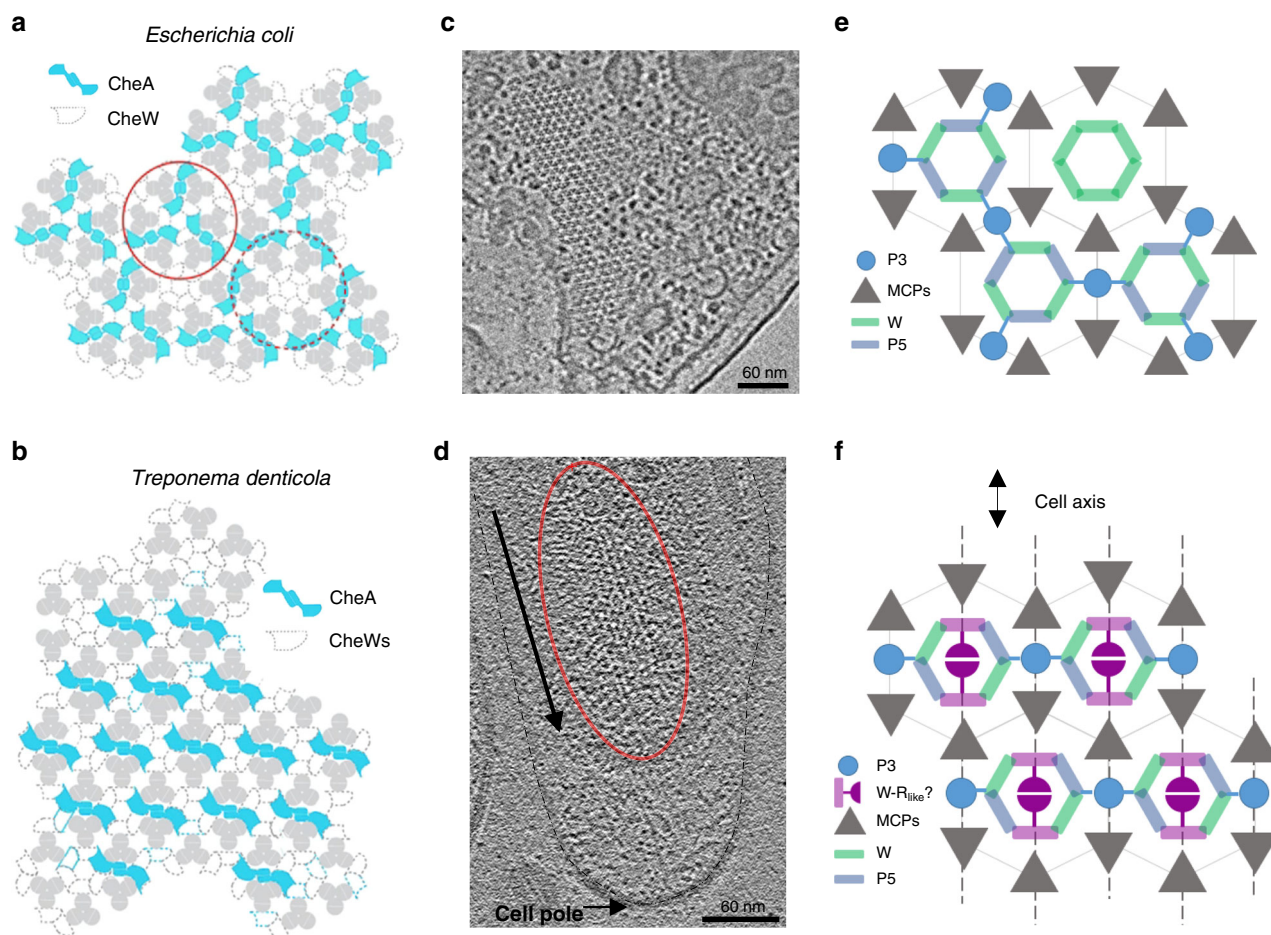 a
Escherichia coli
CheA
CheW
b
Treponema denticola
CheA
CheWs
c
60 nm
d
Cell pole
60 nm
e
P3
MCPs
W
P5
f
Cell axis
P3
W-Rlike?
MCPs
W
P5